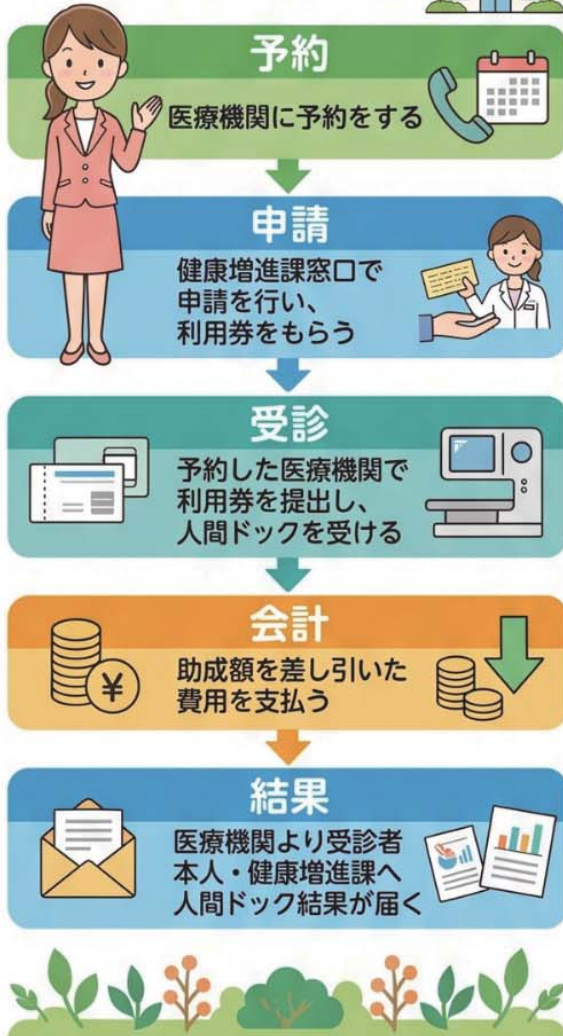 予約
医療機関に予約をする
申請
健康増進課窓口で
申請を行い、
利用券をもらう
受診
予約した医療機関で
利用券を提出し、
人間ドックを受ける
会計
助成額を差し引いた
費用を支払う
¥
結果
医療機関より受診者
本人・健康増進課へ
人間ドック結果が届く